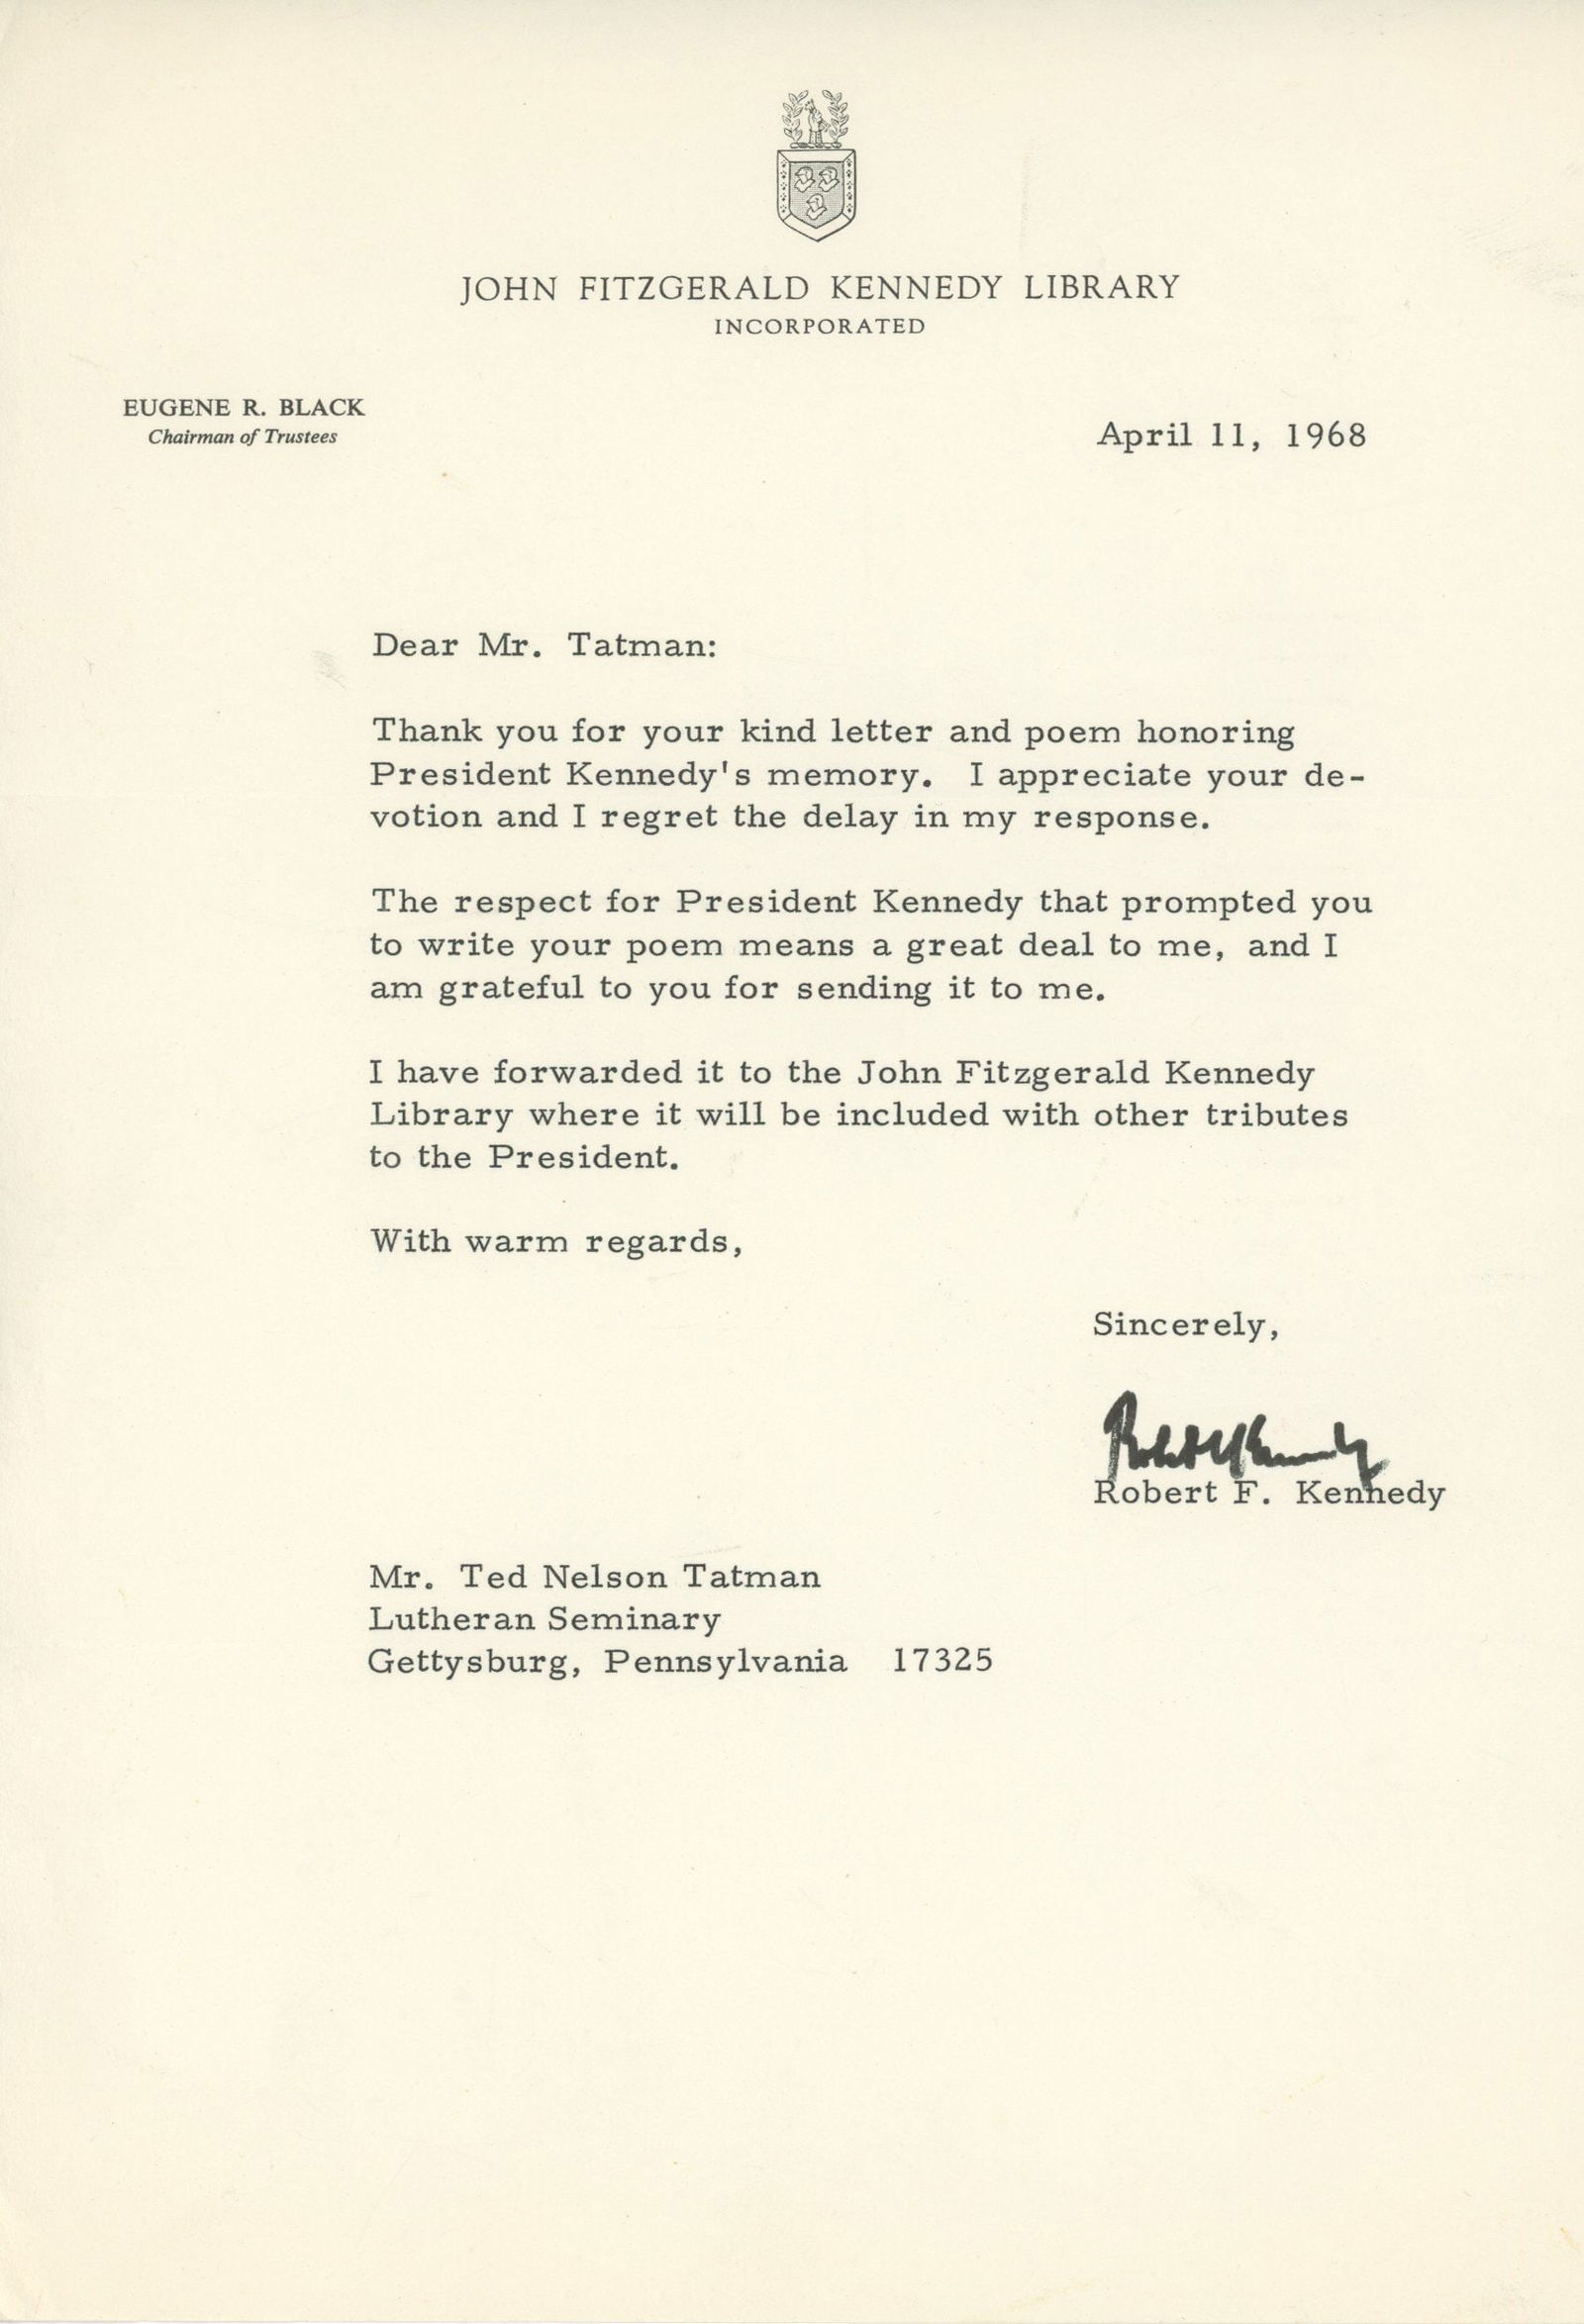 JOHN FITZGERALD KENNEDY LIBRARY
INCORPORATED
EUGENE R. BLACK
Chairman of Trustees
April 11, 1968
Dear Mr. Tatman:
Thank you for your kind letter and poem honoring
President Kennedy's memory. I appreciate your de-
votion and I regret the delay in my response.
The respect for President Kennedy that prompted you
to write your poem means a great deal to me, and I
am grateful to you for sending it to me.
I have forwarded it to the John Fitzgerald Kennedy
Library where it will be included with other tributes
to the President.
With warm regards,
Sincerely,
Robert F Kennedy
Robert F. Kennedy
Mr. Ted Nelson Tatman
Lutheran Seminary
Gettysburg, Pennsylvania 17325